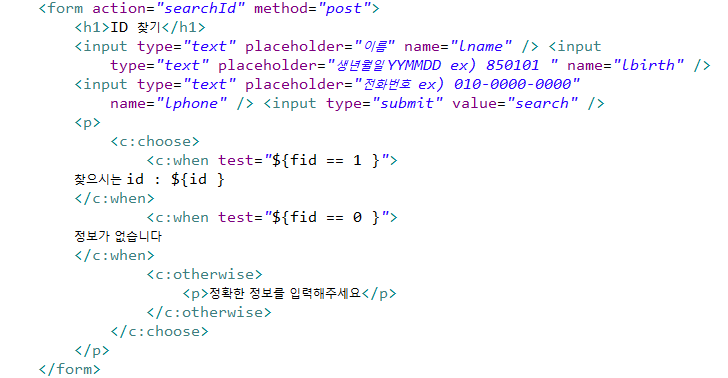 <form action="searchId" method="post">
<h1>ID 찾기</h1>
<input type="text" placeholder="이름" name="lname" /> <input
type="text" placeholder="생년월일 YYMMDD ex) 850101 " name="lbirth" />
<input type="text" placeholder="전화번호 ex) 010-0000-0000"
name="lphone" /> <input type="submit" value="search" />
<p>
<c:choose>
<c:when test="${fid == 1 }">
찾으시는 id : ${id }
</c:when>
<c:when test="${fid == 0 }">
정보가 없습니다
</c:when>
<c:otherwise>
<p>정확한 정보를 입력해주세요</p>
</c:otherwise>
</c:choose>
</p>
</form>